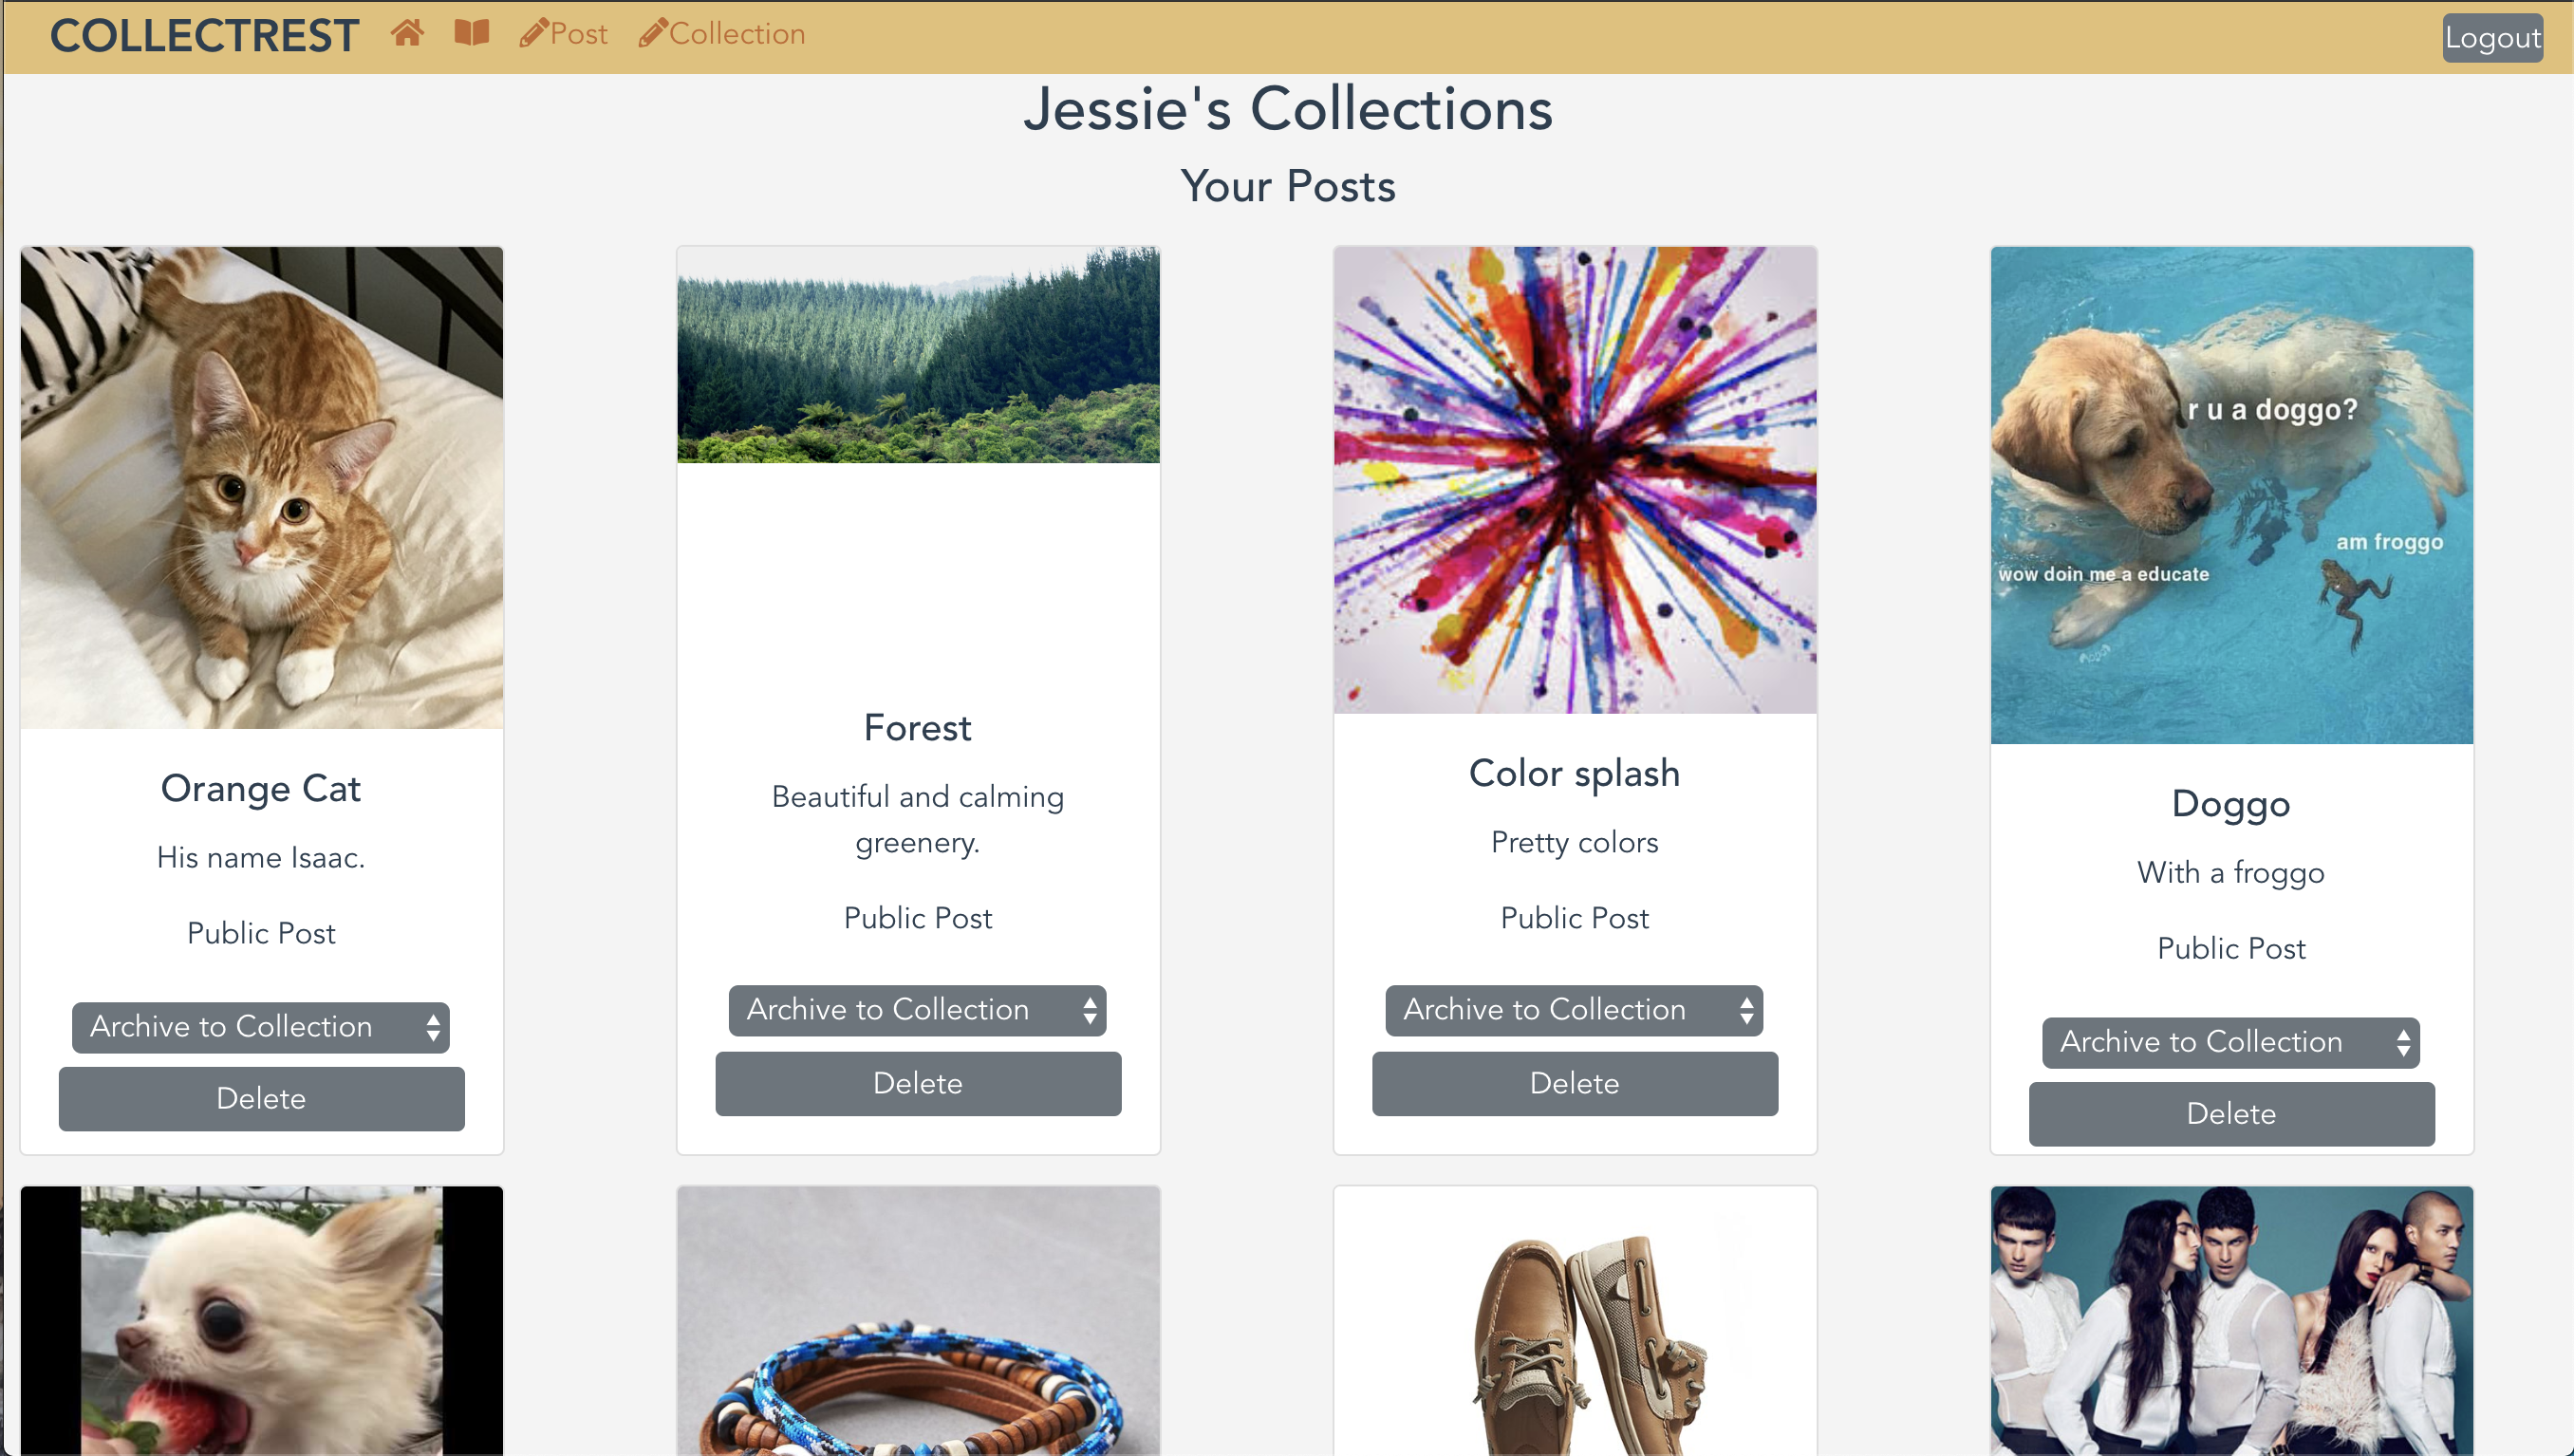 COLLECTREST Post Collection Logout
Jessie's Collections
Your Posts
r u a doggo?
am froggo
wow doin me a educate
Orange Cat
His name Isaac.
Public Post
Archive to Collection
Delete
Forest
Beautiful and calming
greenery.
Public Post
Archive to Collection
Delete
Color splash
Pretty colors
Public Post
Archive to Collection
Delete
Doggo
With a froggo
Public Post
Archive to Collection
Delete